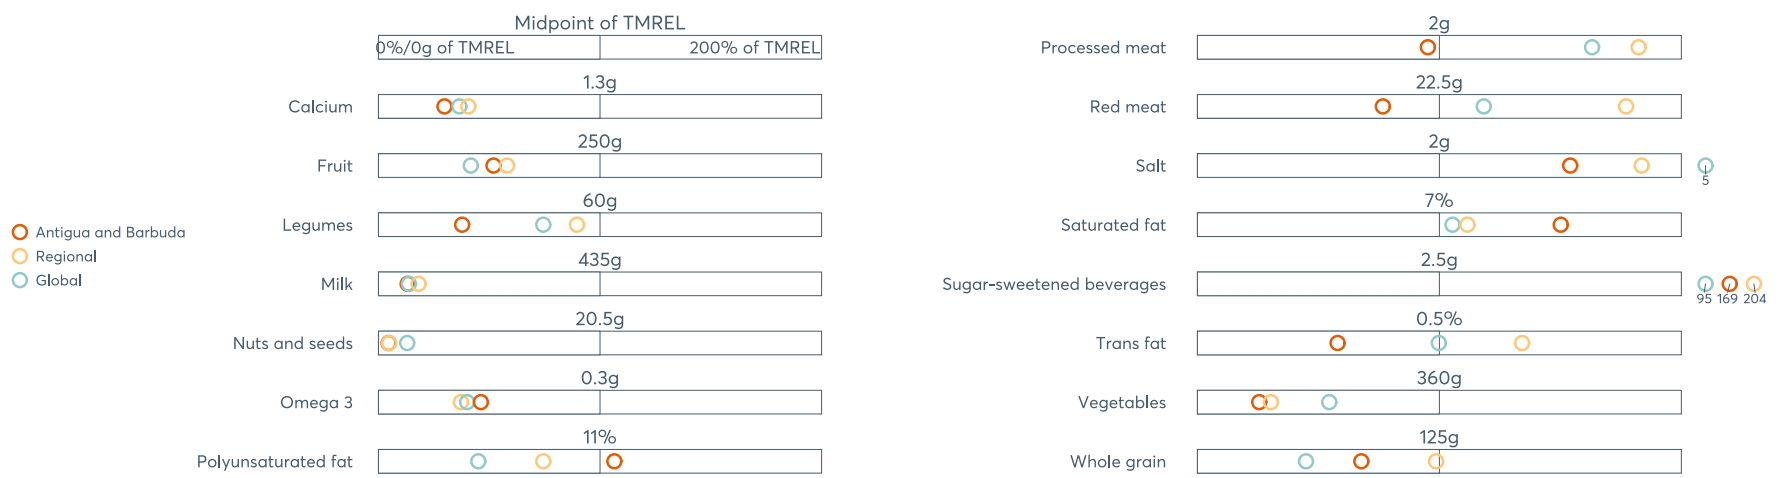 Midpoint of TMREL
0%/0g of TMREL
200% of TMREL
1.3g
Calcium
250g
Fruit
60g
Legumes
435g
Milk
20.5g
Nuts and seeds
0.3g
Omega 3
11%
Polyunsaturated fat
Antigua and Barbuda
Regional
Global
2g
Processed meat
22.5g
Red meat
2g
Salt
5
7%
Saturated fat
2.5g
Sugar-sweetened beverages
95 169 204
0.5%
Trans fat
360g
Vegetables
125g
Whole grain